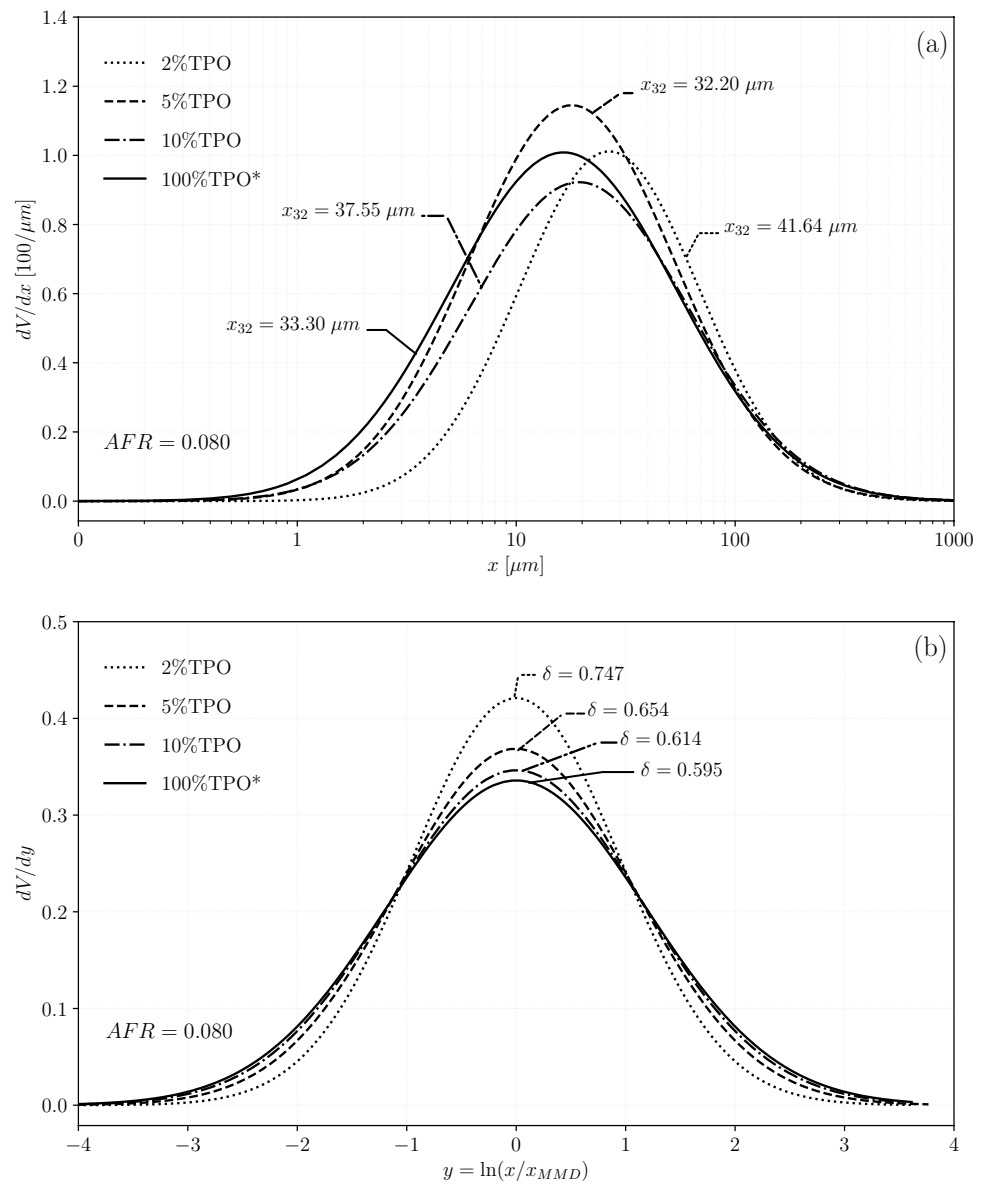 1.4
(a)
2%TPO
1.2
x32 = 32.20 μm
5%TPO
10%TPO
1.0
100%TPO*
x32 = 37.55 μm
0.8
x32 = 41.64 μm
dV/dx [100/μm]
0.6
x32 = 33.30 μm
0.4
0.2
AFR = 0.080
0.0
0 1 10 100 1000
x [μm]
0.5
(b)
2%TPO
δ = 0.747
5%TPO
δ = 0.654
0.4
10%TPO
δ = 0.614
100%TPO*
δ = 0.595
0.3
dV/dy
0.2
0.1
AFR = 0.080
0.0
−4 −3 −2 −1 0 1 2 3 4
y = ln(x/xMMD)